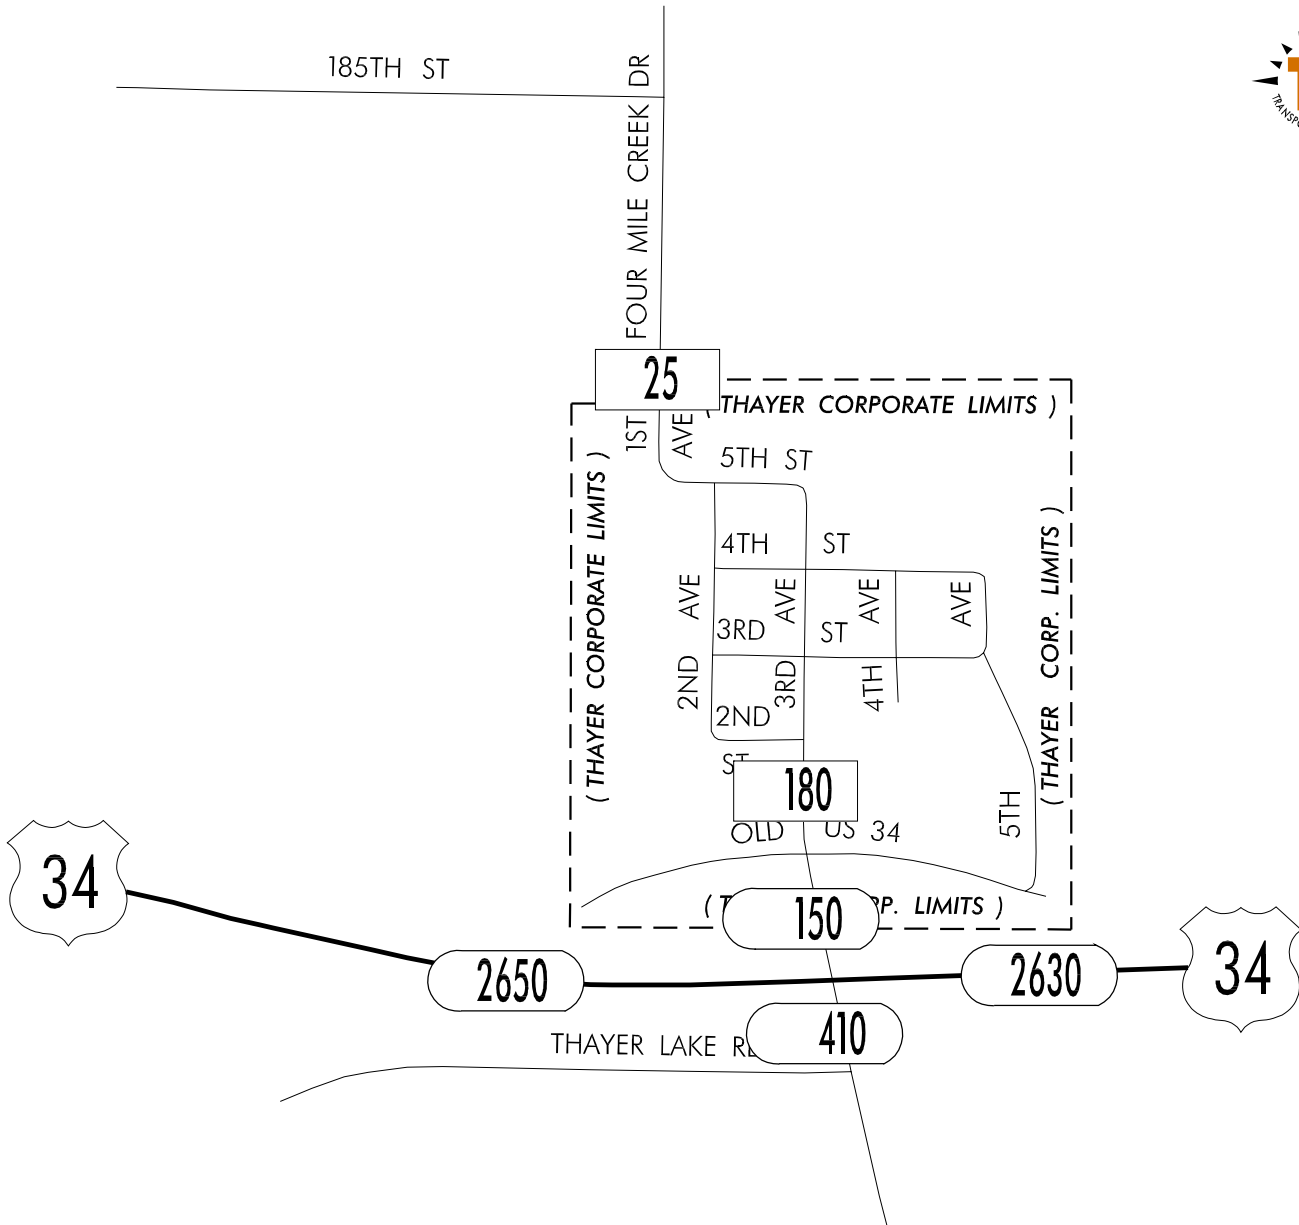 185TH ST
FOUR MILE CREEK DR
25
( THAYER CORPORATE LIMITS )
1ST AVE
5TH ST
( THAYER CORPORATE LIMITS )
( THAYER CORP. LIMITS )
4TH ST
2ND AVE
3RD AVE
4TH AVE
5TH AVE
3RD ST
2ND ST
180
OLD US 34
34
150
LIMITS )
2650
2630
34
410
THAYER LAKE